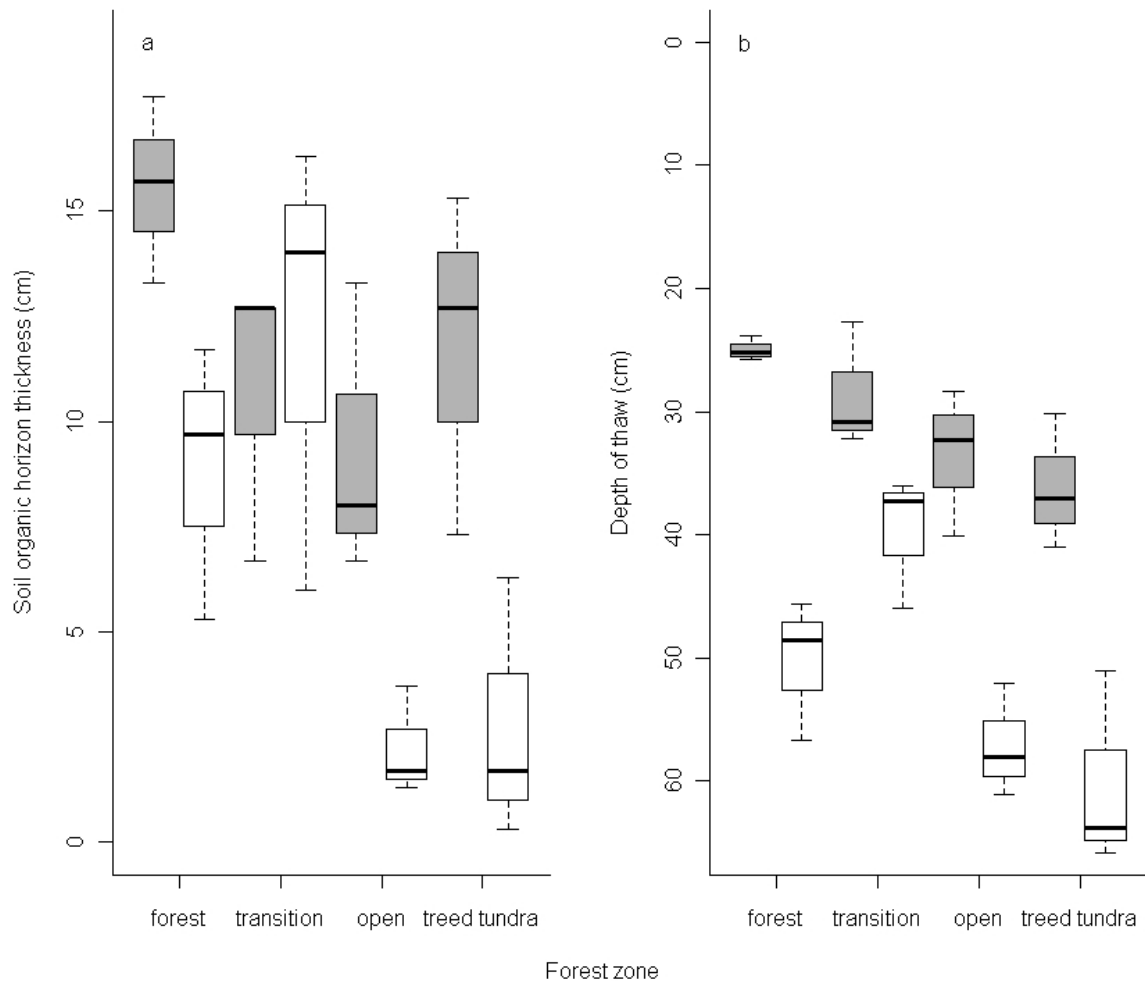 a
Soil organic horizon thickness (cm)
15
10
5
0
forest transition open treed tundra
b
Depth of thaw (cm)
0
10
20
30
40
50
60
forest transition open treed tundra
Forest zone